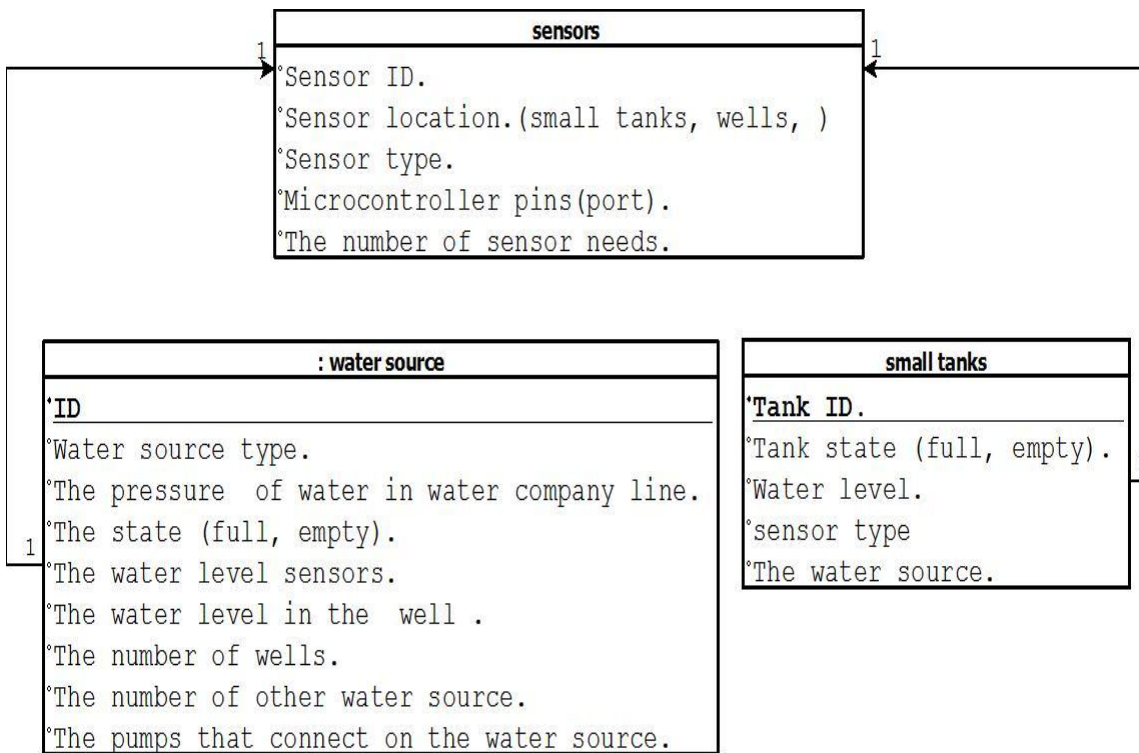 sensors
1
1
°Sensor ID.
°Sensor location.(small tanks, wells, )
°Sensor type.
°Microcontroller pins(port).
°The number of sensor needs.
: water source
°ID
°Water source type.
°The pressure of water in water company line.
°The state (full, empty).
1
°The water level sensors.
°The water level in the well .
°The number of wells.
°The number of other water source.
°The pumps that connect on the water source.
small tanks
°Tank ID.
°Tank state (full, empty).
°Water level.
°sensor type
°The water source.